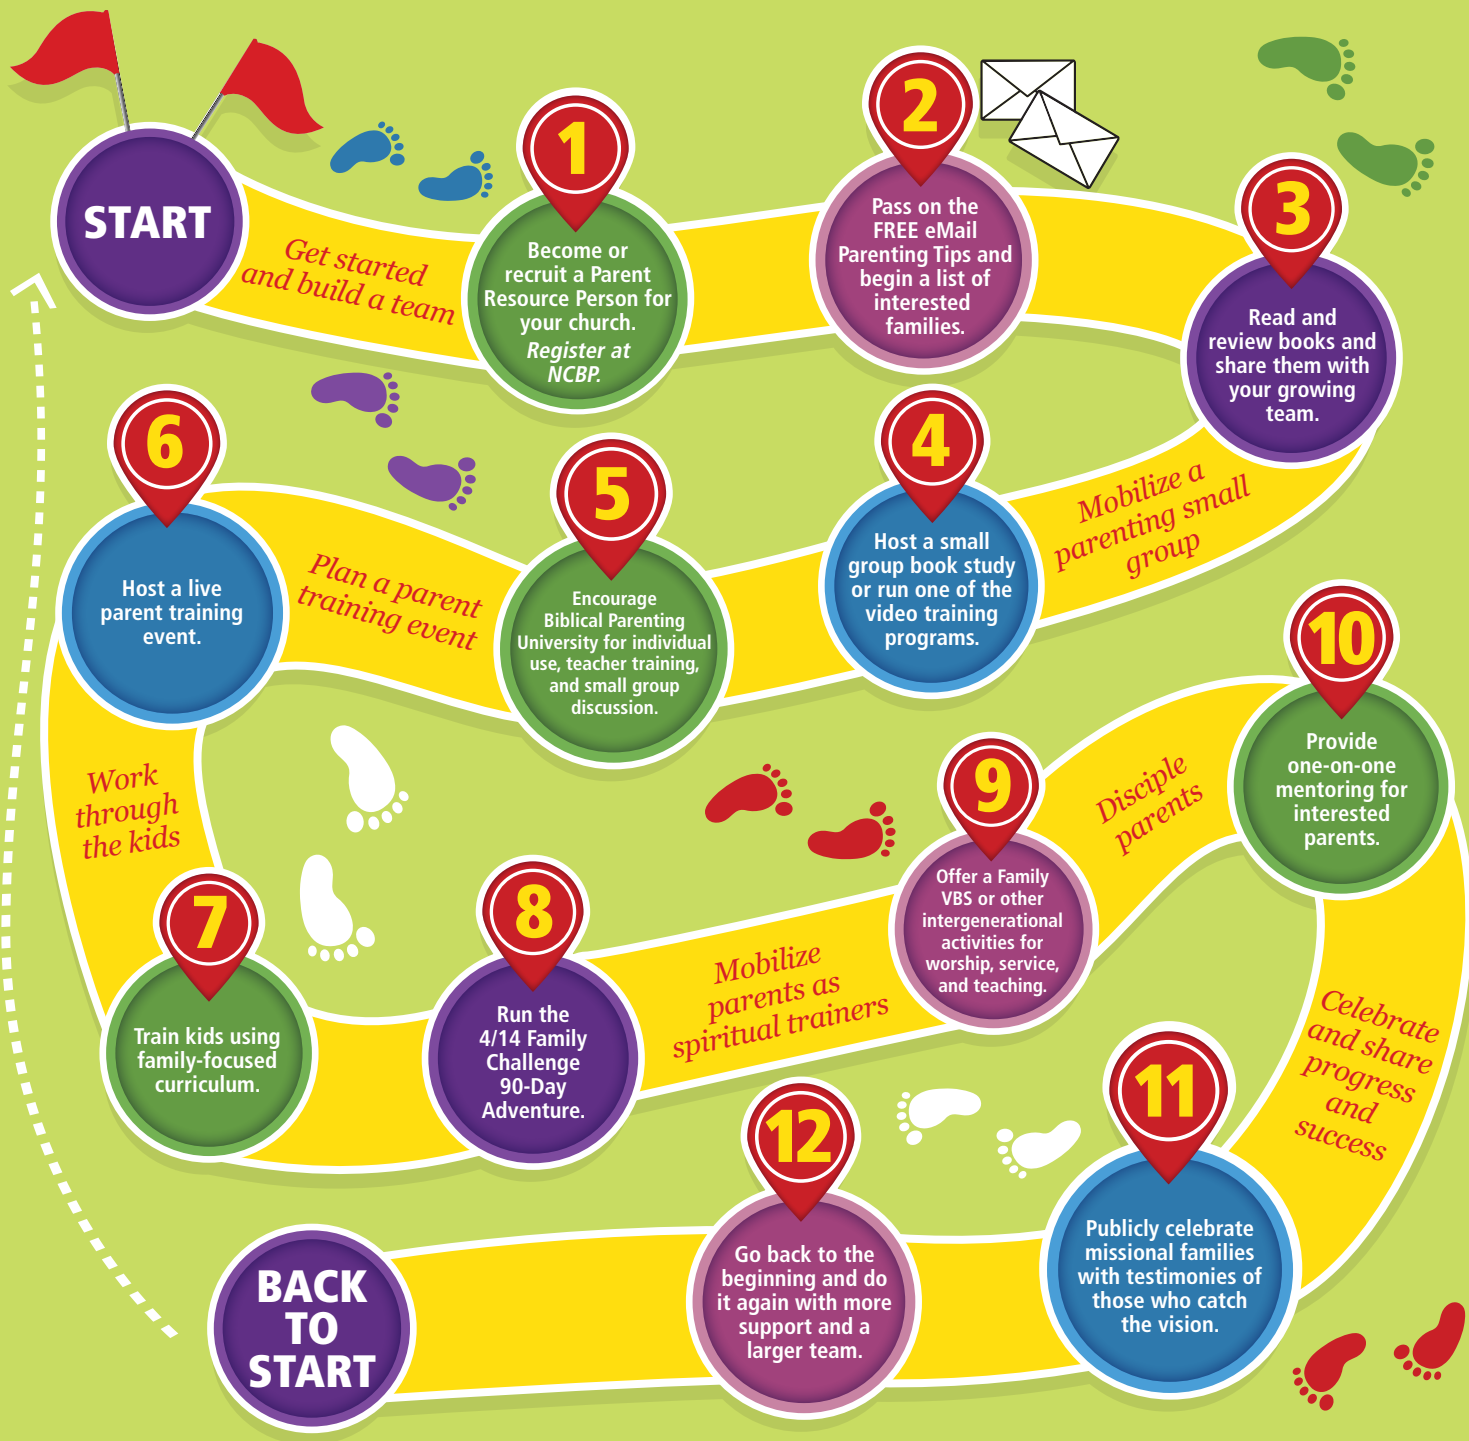 START
Get started
and build a team
1
Become or
recruit a Parent
Resource Person for
your church.
Register at
NCBP.
2
Pass on the
FREE eMail
Parenting Tips and
begin a list of
interested
families.
3
Read and
review books and
share them with
your growing
team.
Mobilize a
parenting small
group
4
Host a small
group book study
or run one of the
video training
programs.
5
Encourage
Biblical Parenting
University for individual
use, teacher training,
and small group
discussion.
Plan a parent
training event
6
Host a live
parent training
event.
Work
through
the kids
7
Train kids using
family-focused
curriculum.
8
Run the
4/14 Family
Challenge
90-Day
Adventure.
Mobilize
parents as
spiritual trainers
9
Offer a Family
VBS or other
intergenerational
activities for
worship, service,
and teaching.
Disciple
parents
10
Provide
one-on-one
mentoring for
interested
parents.
Celebrate
and share
progress
and
success
11
Publicly celebrate
missional families
with testimonies of
those who catch
the vision.
12
Go back to the
beginning and do
it again with more
support and a
larger team.
BACK
TO
START